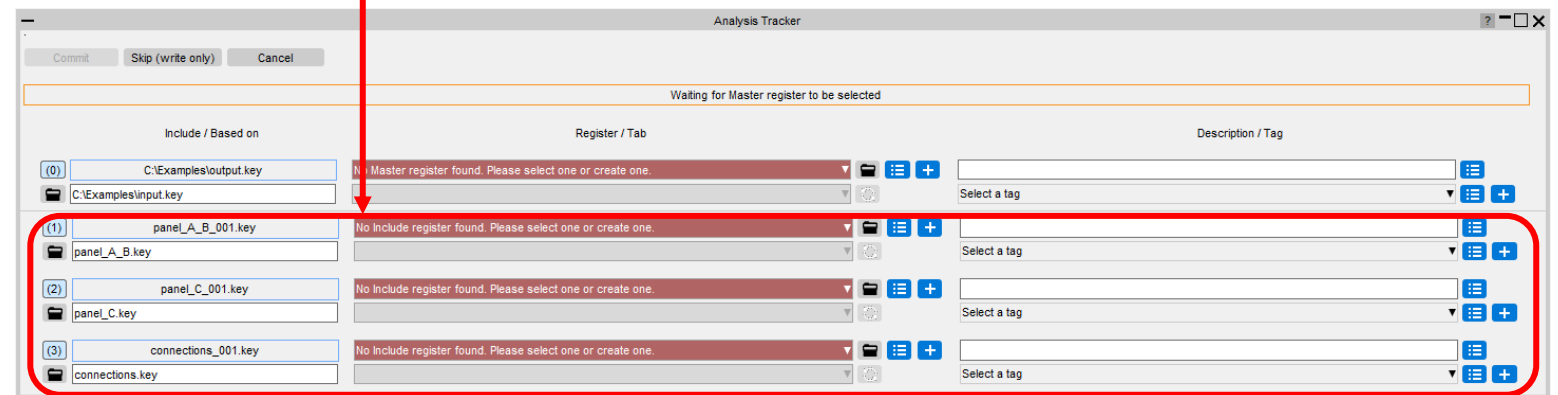 Analysis Tracker ?
Commit Skip (write only) Cancel
Waiting for Master register to be selected
Include / Based on Register / Tab Description / Tag
(0) C:\Examples\output.key No Master register found. Please select one or create one.
C:\Examples\input.key Select a tag
(1) panel_A_B_001.key No Include register found. Please select one or create one.
panel_A_B.key Select a tag
(2) panel_C_001.key No Include register found. Please select one or create one.
panel_C.key Select a tag
(3) connections_001.key No Include register found. Please select one or create one.
connections.key Select a tag